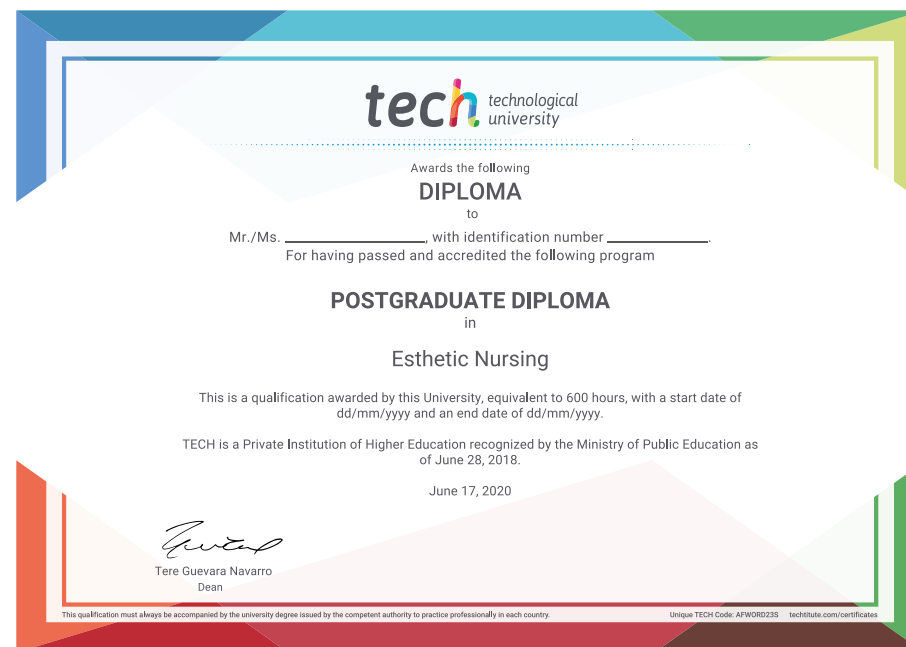 tech technological
university
Awards the following
DIPLOMA
to
Mr./Ms. ____________________, with identification number ______________.
For having passed and accredited the following program
POSTGRADUATE DIPLOMA
in
Esthetic Nursing
This is a qualification awarded by this University, equivalent to 600 hours, with a start date of
dd/mm/yyyy and an end date of dd/mm/yyyy.
TECH is a Private Institution of Higher Education recognized by the Ministry of Public Education as
of June 28, 2018.
June 17, 2020
Tere Guevara Navarro
Dean
This qualification must always be accompanied by the university degree issued by the competent authority to practice professionally in each country. Unique TECH Code: AFWORD23S techtitute.com/certificates